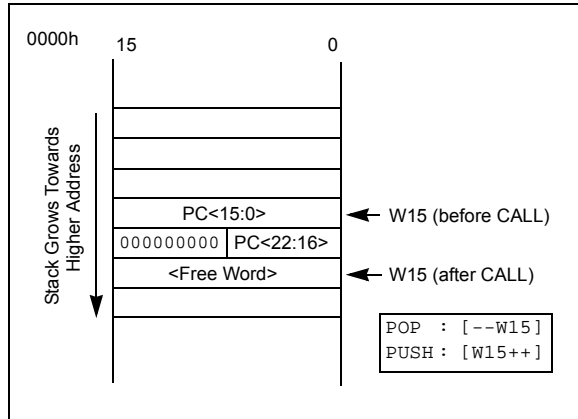 0000h
15 0
Stack Grows Towards
Higher Address
PC<15:0>
W15 (before CALL)
000000000 PC<22:16>
<Free Word>
W15 (after CALL)
POP : [--W15]
PUSH : [W15++]